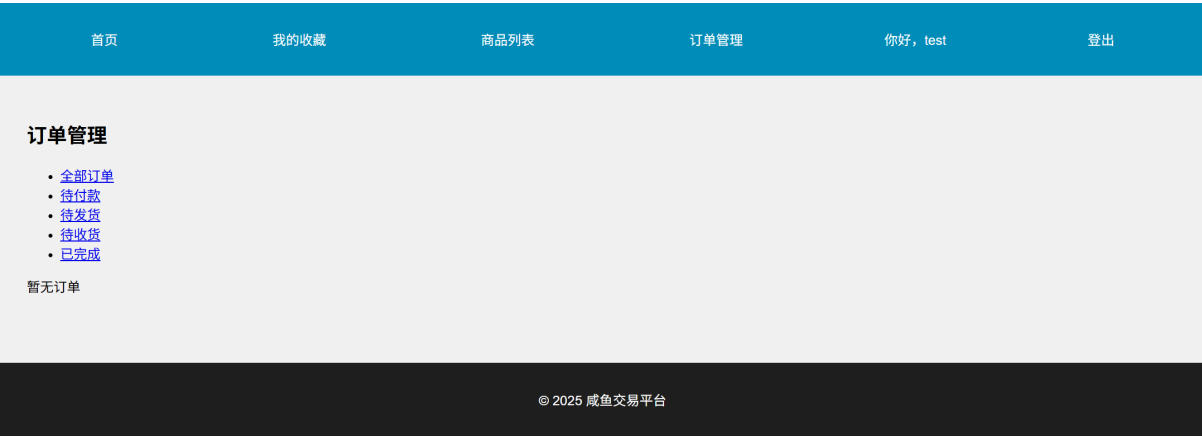 首页 我的收藏 商品列表 订单管理 你好，test 登出
订单管理
全部订单
待付款
待发货
待收货
已完成
暂无订单
© 2025 咸鱼交易平台